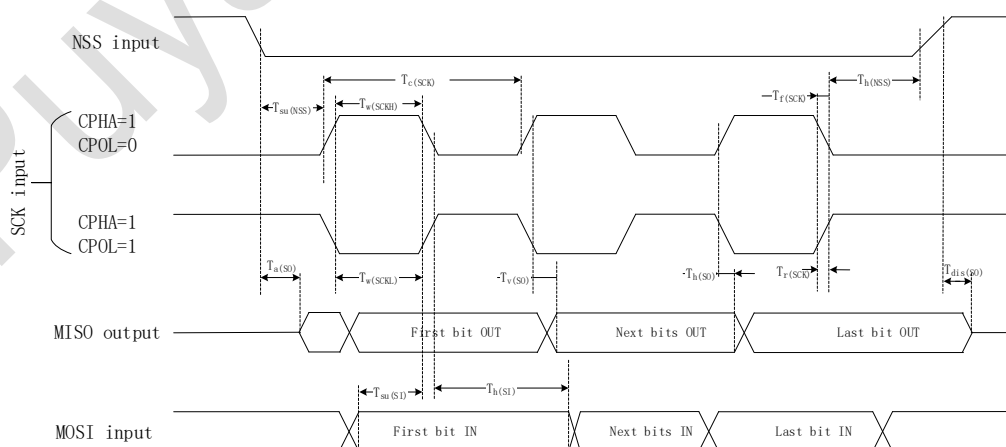 NSS input
Tc(SCK)
Th(NSS)
Tsu(NSS)
Tw(SCKH)
Tf(SCK)
CPHA=1
CPOL=0
SCK input
CPHA=1
CPOL=1
Ta(SO)
Tw(SCKL)
Tv(SO)
Th(SO)
Tr(SCK)
Tdis(SO)
MISO output
First bit OUT
Next bits OUT
Last bit OUT
Tsu(SI)
Th(SI)
MOSI input
First bit IN
Next bits IN
Last bit IN